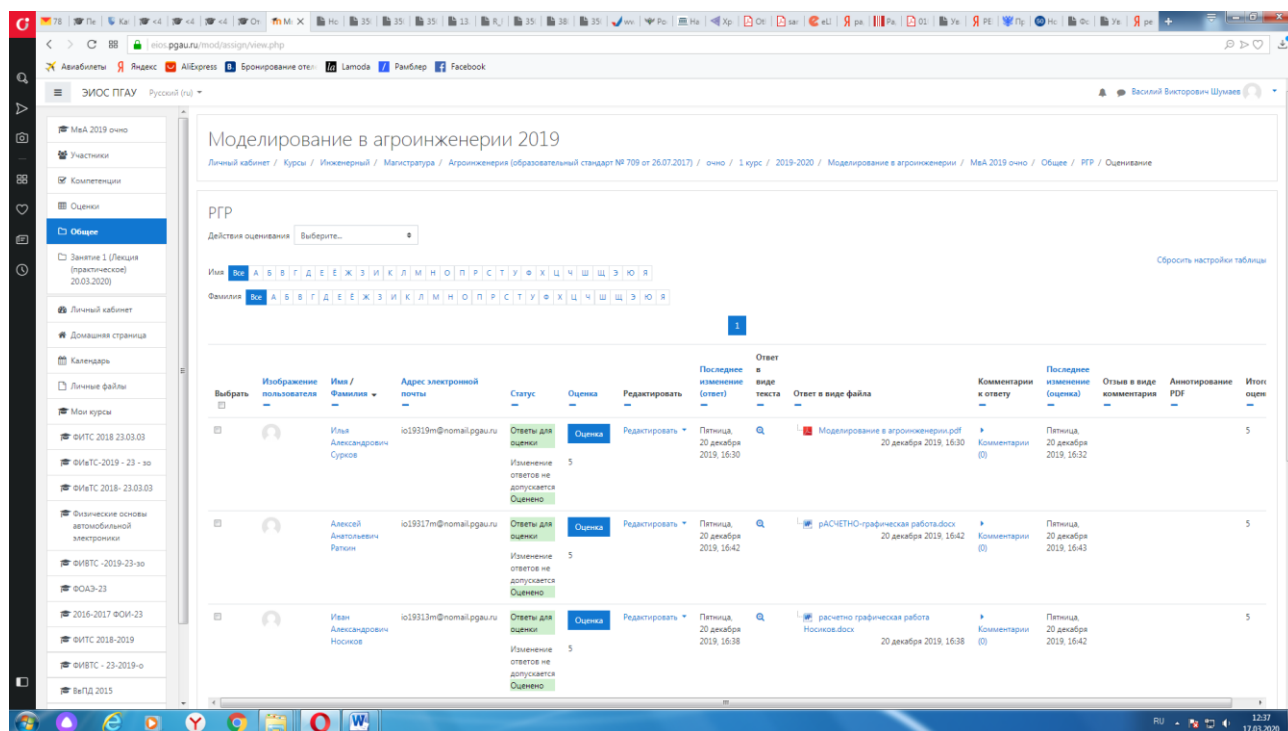 eios.pgau.ru/mod/assign/view.php
Авиабилеты Яндекс AliExpress Бронирование отел Lamoda Рамблер Facebook
ЭИОС ПГАУ Русский (ru)
Василий Викторович Шумаев
МвА 2019 очно
Участники
Компетенции
Оценки
Общее
Занятие 1 (Лекция
(практическое)
20.03.2020)
Личный кабинет
Домашняя страница
Календарь
Личные файлы
Мои курсы
ФИТС 2018 23.03.03
ФИвТС-2019 - 23 - зо
ФИвТС 2018- 23.03.03
Физические основы
автомобильной
электроники
ФИВТС -2019-23-зо
ФОАЭ-23
2016-2017 ФОИ-23
ФИТС 2018-2019
ФИВТС - 23-2019-о
ВвПД 2015
Моделирование в агроинженерии 2019
Личный кабинет / Курсы / Инженерный / Магистратура / Агроинженерия (образовательный стандарт № 709 от 26.07.2017) / очно / 1 курс / 2019-2020 / Моделирование в агроинженерии / МвА 2019 очно / Общее / РГР / Оценивание
РГР
Действия оценивания Выберите...
Сбросить настройки таблицы
Имя Все А Б В Г Д Е Ё Ж З И К Л М Н О П Р С Т У Ф Х Ц Ч Ш Щ Э Ю Я
Фамилия Все А Б В Г Д Е Ё Ж З И К Л М Н О П Р С Т У Ф Х Ц Ч Ш Щ Э Ю Я
1
Выбрать
Изображение
пользователя
Имя /
Фамилия
Адрес электронной
почты
Статус
Оценка
Редактировать
Последнее
изменение
(ответ)
Ответ
в
виде
текста
Ответ в виде файла
Комментарии
к ответу
Последнее
изменение
(оценка)
Отзыв в виде
комментария
Аннотирование
PDF
Итого
оцен
Илья
Александрович
Сурков
io19319m@nomail.pgau.ru
Ответы для
оценки
Изменение
ответов не
допускается
Оценено
Оценка
5
Редактировать
Пятница,
20 декабря
2019, 16:30
Моделирование в агроинженерии.pdf
20 декабря 2019, 16:30
Комментарии
(0)
Пятница,
20 декабря
2019, 16:32
5
Алексей
Анатольевич
Раткин
io19317m@nomail.pgau.ru
Ответы для
оценки
Изменение
ответов не
допускается
Оценено
Оценка
5
Редактировать
Пятница,
20 декабря
2019, 16:42
рАСЧЕТНО-графическая работа.docx
20 декабря 2019, 16:42
Комментарии
(0)
Пятница,
20 декабря
2019, 16:43
5
Иван
Александрович
Носиков
io19313m@nomail.pgau.ru
Ответы для
оценки
Изменение
ответов не
допускается
Оценено
Оценка
5
Редактировать
Пятница,
20 декабря
2019, 16:38
расчетно графическая работа
Носиков.docx
20 декабря 2019, 16:38
Комментарии
(0)
Пятница,
20 декабря
2019, 16:42
5
RU
12:37
17.03.2020